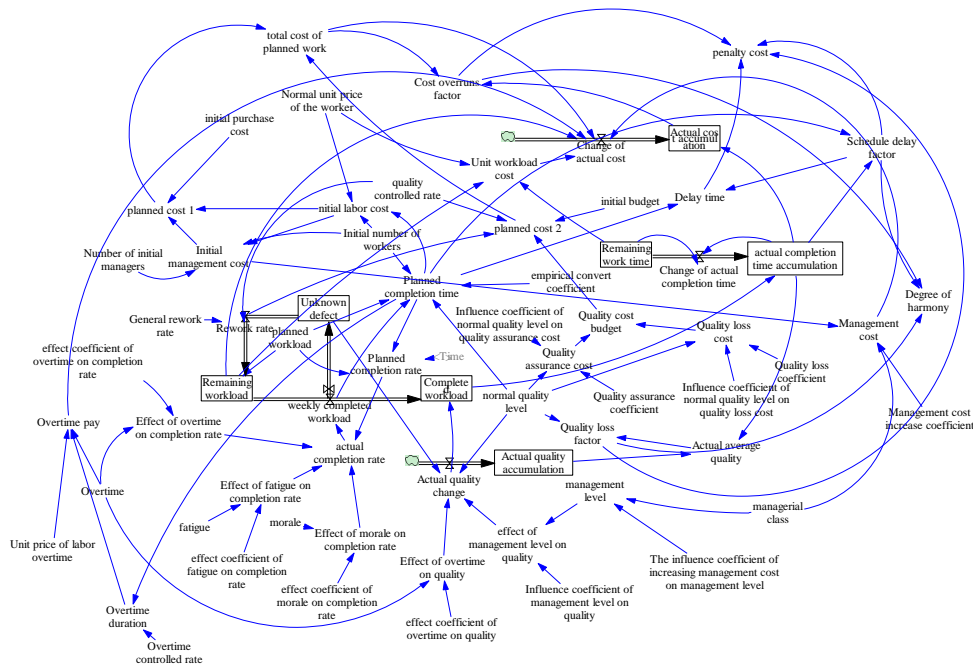 total cost of
planned work
penalty cost
Cost overruns
factor
Normal unit price
of the worker
initial purchase
cost
Change of
actual cost
Actual cos
t accumul
ation
Schedule delay
factor
Unit workload
cost
quality
controlled rate
Delay time
planned cost 1
nitial labor cost
initial budget
planned cost 2
Initial number of
workers
Number of initial
managers
Initial
management cost
Remaining
work time
actual completion
time accumulation
Change of actual
completion time
Planned
completion time
empirical convert
coefficient
Degree of
harmony
Unknown
defect
General rework
rate
Rework rate
planned
workload
Influence coefficient of
normal quality level on
quality assurance cost
Quality cost
budget
Quality loss
cost
Management
cost
effect coefficient of
overtime on completion rate
Planned
completion rate
<Time
Quality
assurance cost
Quality loss
coefficient
Remaining
workload
Complete
d
weekly completed
workload
normal quality
level
Quality assurance
coefficient
Influence coefficient of
normal quality level on
quality loss cost
Management cost
increase coefficient
Overtime pay
Effect of overtime
on completion rate
actual
completion rate
Quality loss
factor
Actual average
quality
Actual quality
accumulation
Actual quality
change
Overtime
Effect of fatigue on
completion rate
management
level
managerial
class
fatigue
morale
Effect of morale on
completion rate
effect of
management level on
quality
Unit price of labor
overtime
effect coefficient of
fatigue on completion
rate
Effect of overtime
on quality
The influence coefficient of
increasing management cost
on management level
effect coefficient of
morale on completion
rate
Influence coefficient of
management level on
quality
Overtime
duration
effect coefficient of
overtime on quality
Overtime
controlled rate